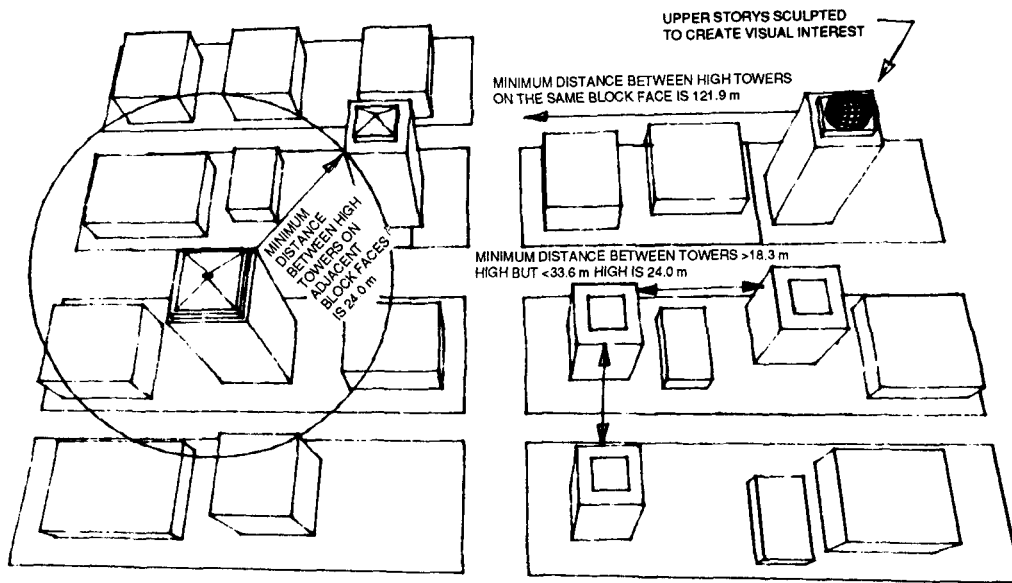 UPPER STORYS SCULPTED
TO CREATE VISUAL INTEREST
MINIMUM DISTANCE BETWEEN HIGH TOWERS
ON THE SAME BLOCK FACE IS 121.9 m
MINIMUM
DISTANCE
BETWEEN HIGH
TOWERS ON
ADJACENT
BLOCK FACES
IS 24.0 m
MINIMUM DISTANCE BETWEEN TOWERS >18.3 m
HIGH BUT <33.6 m HIGH IS 24.0 m